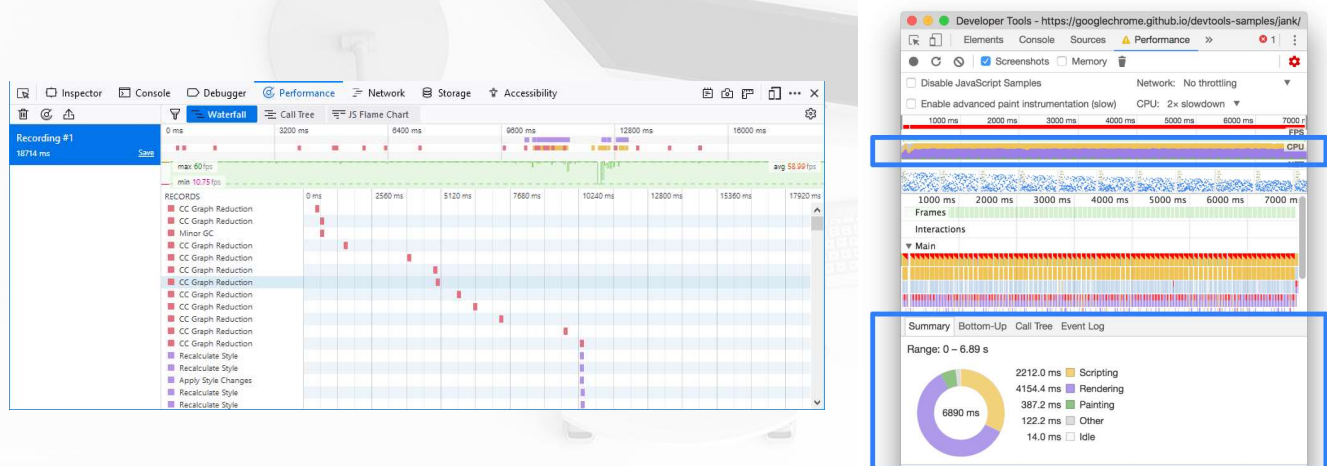 Inspector Console Debugger Performance Network Storage Accessibility
Waterfall Call Tree JS Flame Chart
Recording #1
18714 ms Save
0 ms 3200 ms 6400 ms 9600 ms 12800 ms 16000 ms
max 60 fps
avg 58.99 fps
min 10.75 fps
RECORDS 0 ms 2560 ms 5120 ms 7680 ms 10240 ms 12800 ms 15360 ms 17920 ms
CC Graph Reduction
CC Graph Reduction
Minor GC
CC Graph Reduction
CC Graph Reduction
CC Graph Reduction
CC Graph Reduction
CC Graph Reduction
CC Graph Reduction
CC Graph Reduction
CC Graph Reduction
CC Graph Reduction
Recalculate Style
Recalculate Style
Apply Style Changes
Recalculate Style
Recalculate Style
Developer Tools - https://googlechrome.github.io/devtools-samples/jank/
Elements Console Sources Performance » 1
Screenshots Memory
Disable JavaScript Samples Network: No throttling
Enable advanced paint instrumentation (slow) CPU: 2× slowdown
1000 ms 2000 ms 3000 ms 4000 ms 5000 ms 6000 ms 7000 r
FPS
CPU
1000 ms 2000 ms 3000 ms 4000 ms 5000 ms 6000 ms 7000 m
Frames
Interactions
Main
Summary Bottom-Up Call Tree Event Log
Range: 0 – 6.89 s
6890 ms
2212.0 ms Scripting
4154.4 ms Rendering
387.2 ms Painting
122.2 ms Other
14.0 ms Idle